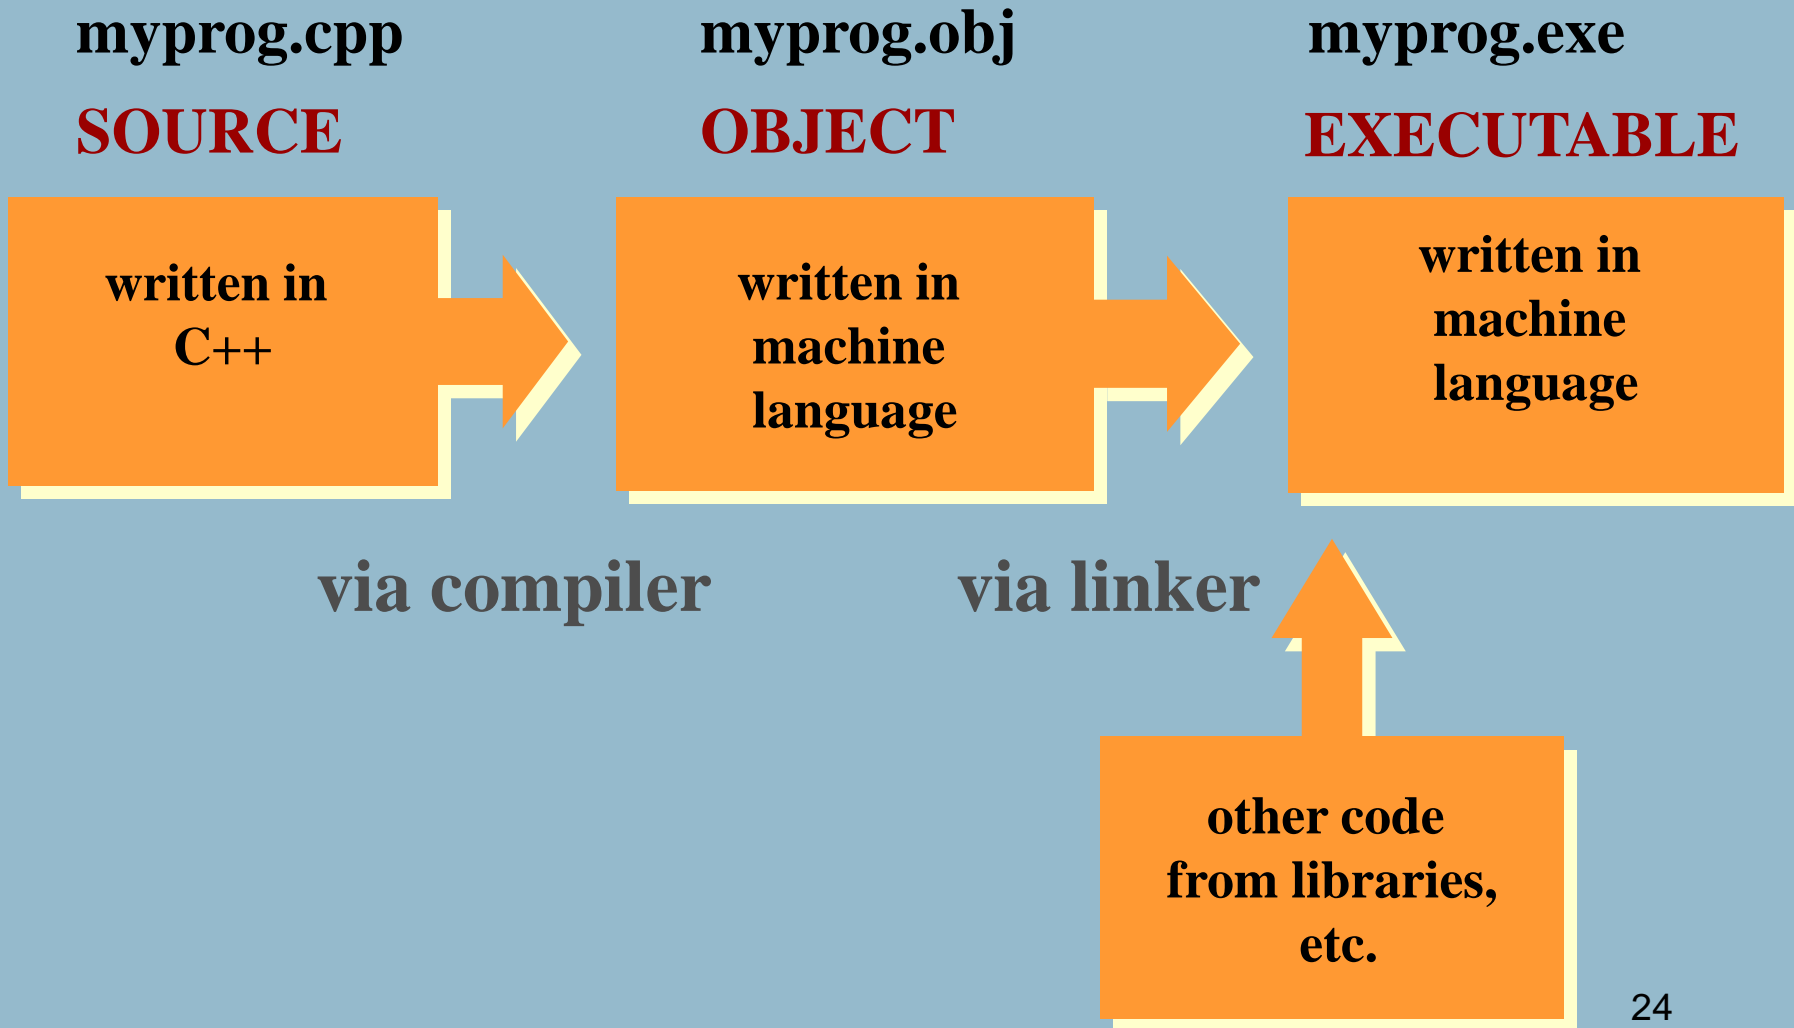 myprog.cpp
myprog.obj
myprog.exe
SOURCE
OBJECT
EXECUTABLE
written in
C++
written in
machine
language
written in
machine
language
via compiler
via linker
other code
from libraries,
etc.
24